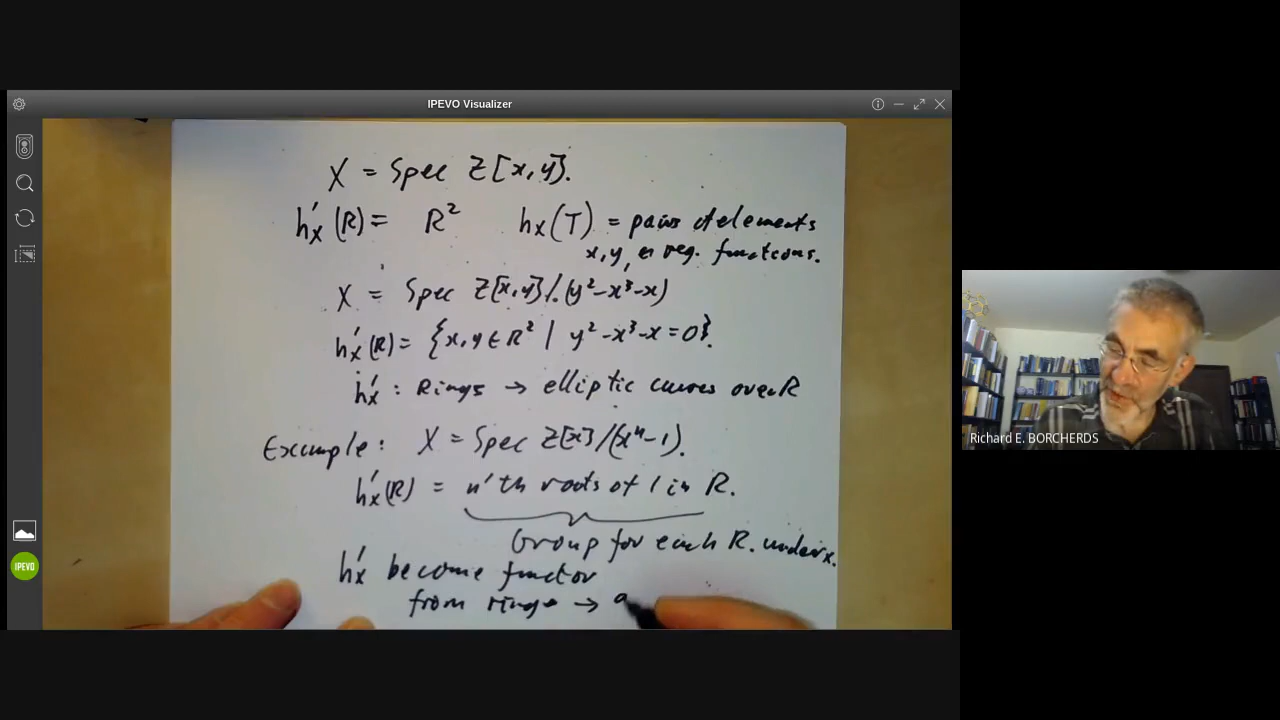 IPEVO Visualizer
X = Spec Z[x,y].
h'x(R) = R² hx(T) = pairs of elements
x,y, in reg. functions.
X = Spec Z[x,y]/(y²-x³-x)
h'x(R) = {x,y ∈ R² | y²-x³-x=0}.
h'x : Rings → elliptic curves over R
Example: X = Spec Z[x]/(xⁿ-1).
h'x(R) = n'th roots of 1 in R.
Group for each R. under x.
h'x become functor
from rings →
IPEVO
Richard E. BORCHERDS